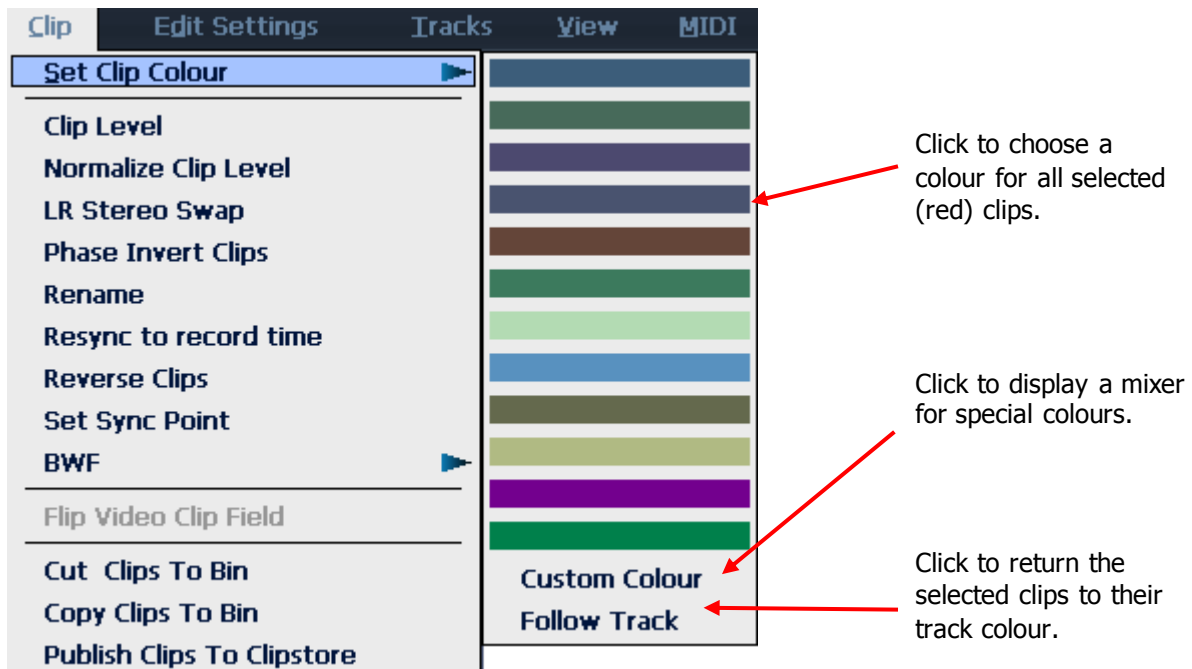 Clip Edit Settings Tracks View MIDI
Set Clip Colour
Clip Level
Normalize Clip Level
LR Stereo Swap
Phase Invert Clips
Rename
Resync to record time
Reverse Clips
Set Sync Point
BWF
Flip Video Clip Field
Cut Clips To Bin
Copy Clips To Bin
Publish Clips To Clipstore
Custom Colour
Follow Track
Click to choose a
colour for all selected
(red) clips.
Click to display a mixer
for special colours.
Click to return the
selected clips to their
track colour.